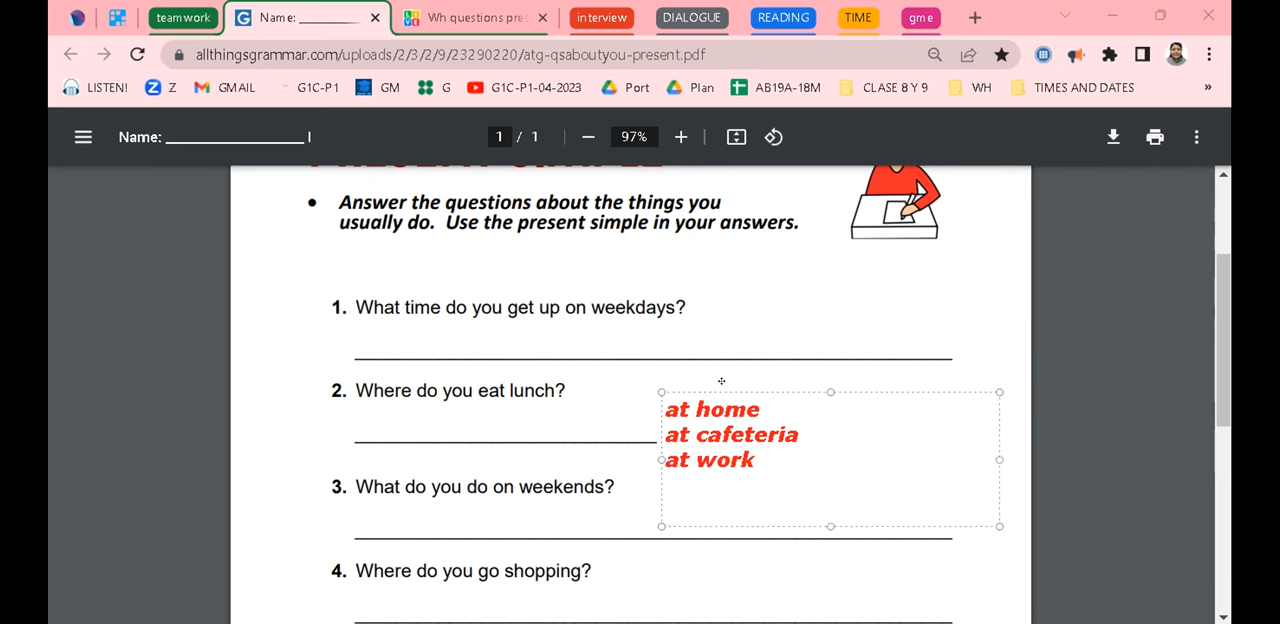 teamwork
Name: ________
Wh questions pre
interview
DIALOGUE
READING
TIME
gme
allthingsgrammar.com/uploads/2/3/2/9/23290220/atg-qsaboutyou-present.pdf
LISTEN!
Z
GMAIL
G1C-P1
GM
G
G1C-P1-04-2023
Port
Plan
AB19A-18M
CLASE 8 Y 9
WH
TIMES AND DATES
»
Name: __________________ I
1 / 1
97%
• Answer the questions about the things you
usually do. Use the present simple in your answers.
1. What time do you get up on weekdays?
2. Where do you eat lunch?
at home
at cafeteria
at work
3. What do you do on weekends?
4. Where do you go shopping?